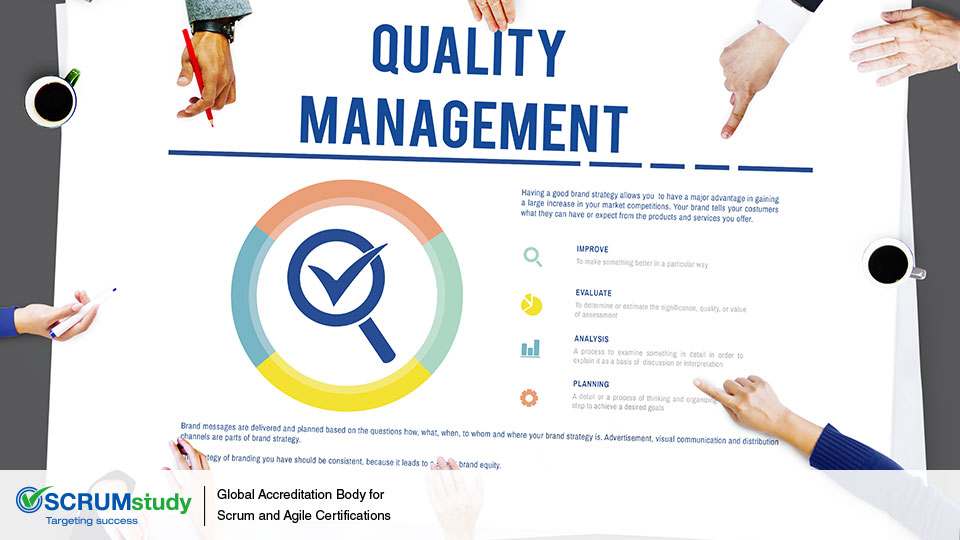 QUALITY
MANAGEMENT
Having a good brand strategy allows you to have a major advantage in gaining
a large increase in your market competitions. Your brand tells your costumers
what they can have or expect from the products and services you offer.
IMPROVE
To make something better in a particular way
EVALUATE
To determine or estimate the significance, quality, or value
of assessment
ANALYSIS
A process to examine something in detail in order to
explain it as a basis of discussion or interpretation
PLANNING
A detail or a process of thinking and organizing
step to achieve a desired goals
Brand messages are delivered and planned based on the questions how, what, when, to whom and where your brand strategy is. Advertisement, visual communication and distribution
channels are parts of brand strategy.
of branding you have should be consistent, because it leads to brand equity.
SCRUMstudy
Targeting success
Global Accreditation Body for
Scrum and Agile Certifications